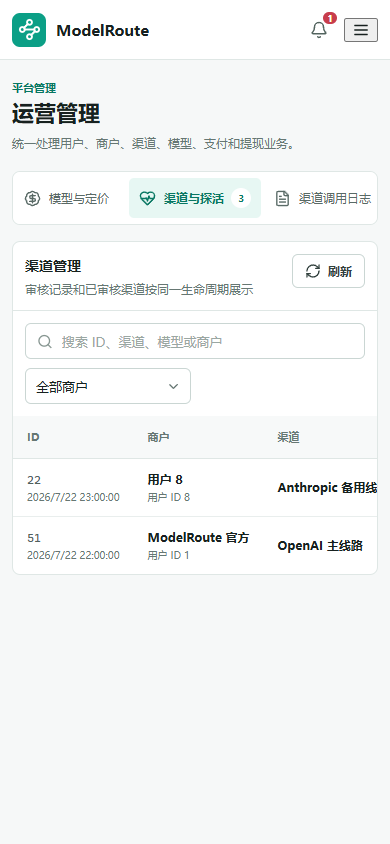 ModelRoute
1
平台管理
运营管理
统一处理用户、商户、渠道、模型、支付和提现业务。
模型与定价
渠道与探活 3
渠道调用日志
渠道管理
审核记录和已审核渠道按同一生命周期展示
刷新
搜索 ID、渠道、模型或商户
全部商户
ID 商户 渠道
22 用户 8 Anthropic 备用线
2026/7/22 23:00:00 用户 ID 8
51 ModelRoute 官方 OpenAI 主线路
2026/7/22 22:00:00 用户 ID 1